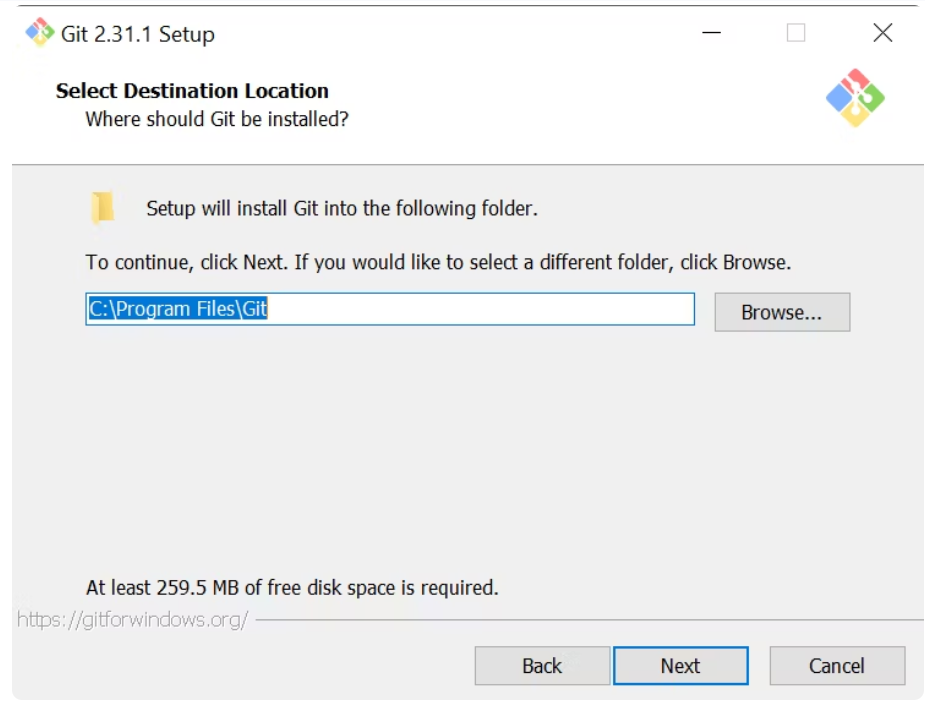 Git 2.31.1 Setup
Select Destination Location
Where should Git be installed?
Setup will install Git into the following folder.
To continue, click Next. If you would like to select a different folder, click Browse.
C:\Program Files\Git
Browse...
At least 259.5 MB of free disk space is required.
https://gitforwindows.org/
Back
Next
Cancel